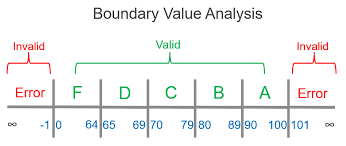 Boundary Value Analysis
Invalid Valid Invalid
Error F D C B A Error
∞ -1 0 64 65 69 70 79 80 89 90 100 101 ∞